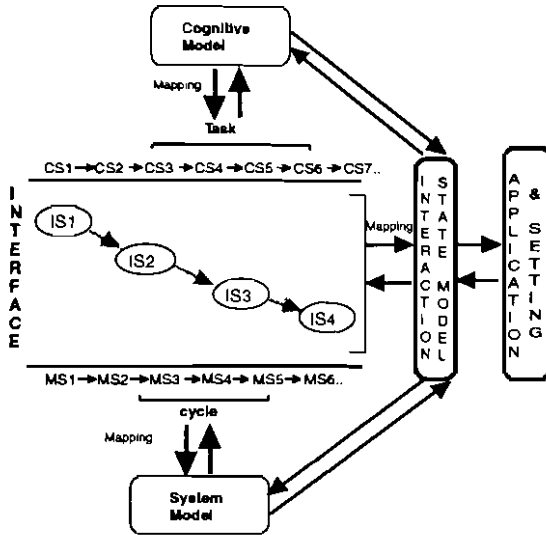 Cognitive
Model
Mapping
Task
CS1 → CS2 → CS3 → CS4 → CS5 → CS6 → CS7..
INTERFACE
IS1
IS2
IS3
IS4
Mapping
INTERACTION
STATE MODEL
APPLICATION
& SETTING
MS1 → MS2 → MS3 → MS4 → MS5 → MS6..
cycle
Mapping
System
Model